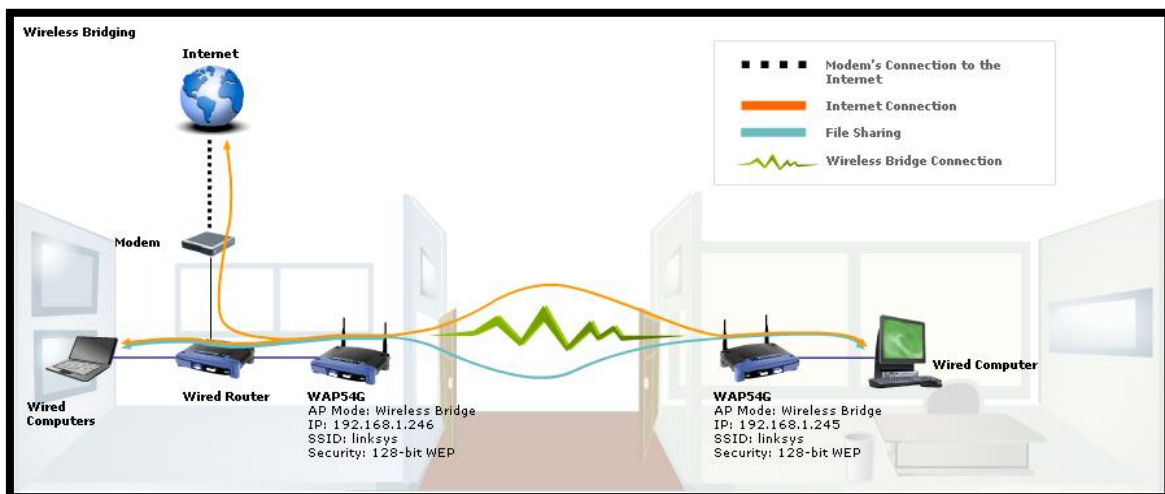 Wireless Bridging
Internet
Modem's Connection to the
Internet
Internet Connection
File Sharing
Wireless Bridge Connection
Modem
Wired
Computers
Wired Router
WAP54G
AP Mode: Wireless Bridge
IP: 192.168.1.246
SSID: linksys
Security: 128-bit WEP
WAP54G
AP Mode: Wireless Bridge
IP: 192.168.1.245
SSID: linksys
Security: 128-bit WEP
Wired Computer